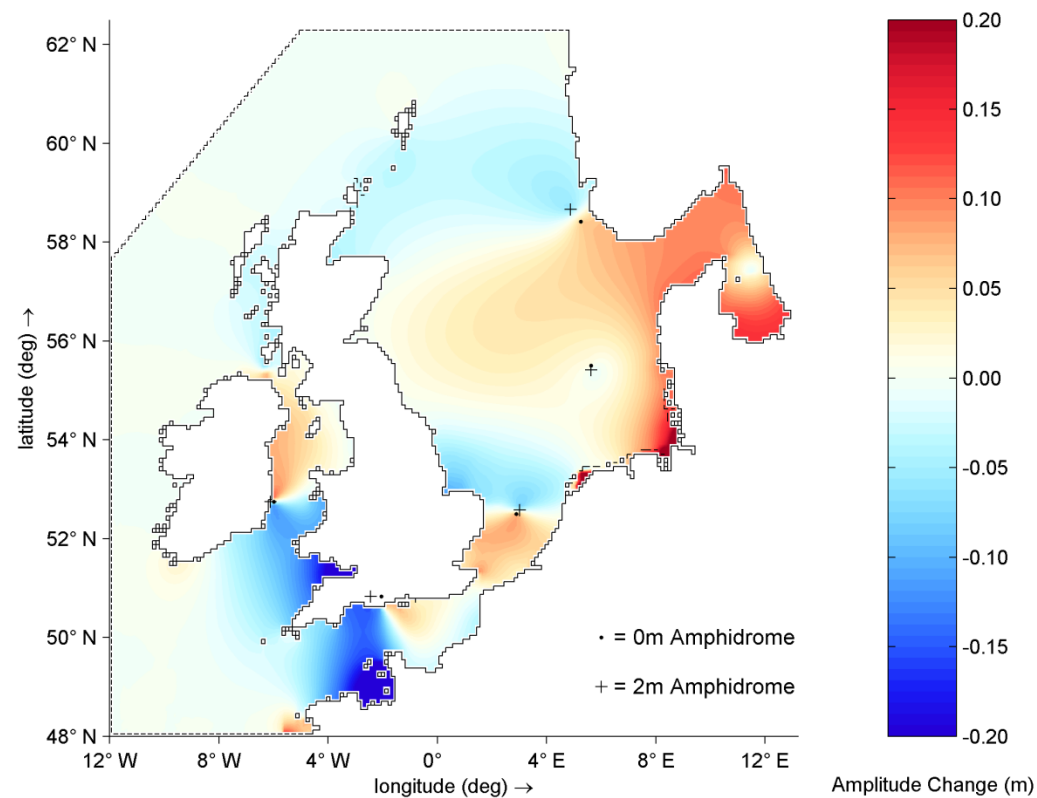 62° N
60° N
58° N
56° N
54° N
52° N
50° N
48° N
latitude (deg) →
12° W
8° W
4° W
0°
4° E
8° E
12° E
longitude (deg) →
• = 0m Amphidrome
+ = 2m Amphidrome
0.20
0.15
0.10
0.05
0.00
-0.05
-0.10
-0.15
-0.20
Amplitude Change (m)